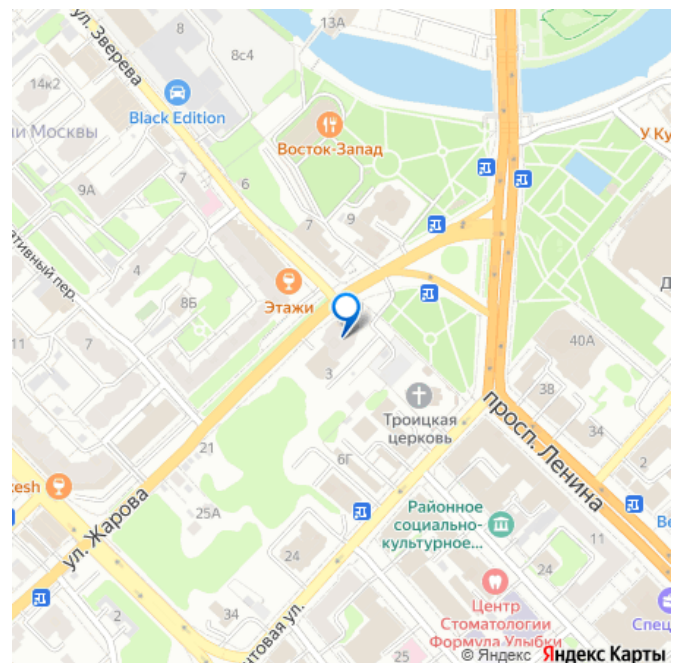 13А
8
8с4
ул. Зверева
14к2
Black Edition
и Москвы
Восток-Запад
У Ку
9А
7
6
7
9
2
ативный пер.
4
8Б
Этажи
Д
11
7
3
40А
38
Троицкая
церковь
просп. Ленина
34
2
21
6Г
esh
25А
ул. Жарова
Районное
социально-
культурное...
Ве
11
24
24
2
34
Центр
Стоматологии
Формула Улыбки
Спец
нтовая ул.
25
© Яндекс Яндекс Карты